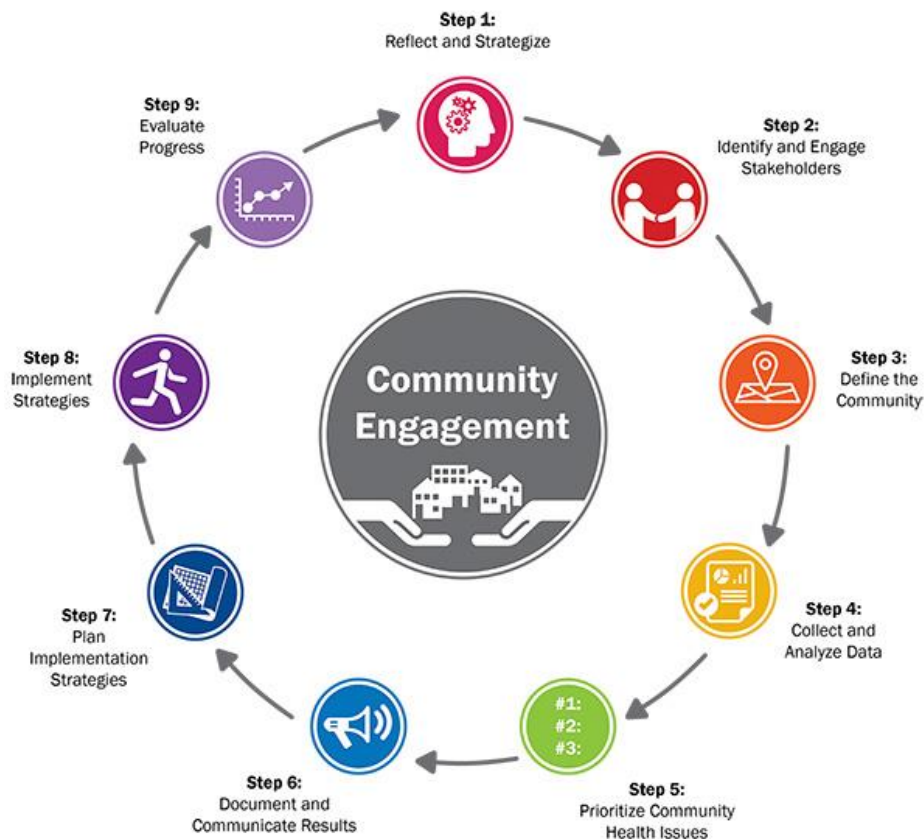 Step 1:
Reflect and Strategize
Step 2:
Identify and Engage
Stakeholders
Step 3:
Define the
Community
Step 4:
Collect and
Analyze Data
#1:
#2:
#3:
Step 5:
Prioritize Community
Health Issues
Step 6:
Document and
Communicate Results
Step 7:
Plan
Implementation
Strategies
Step 8:
Implement
Strategies
Step 9:
Evaluate
Progress
Community
Engagement